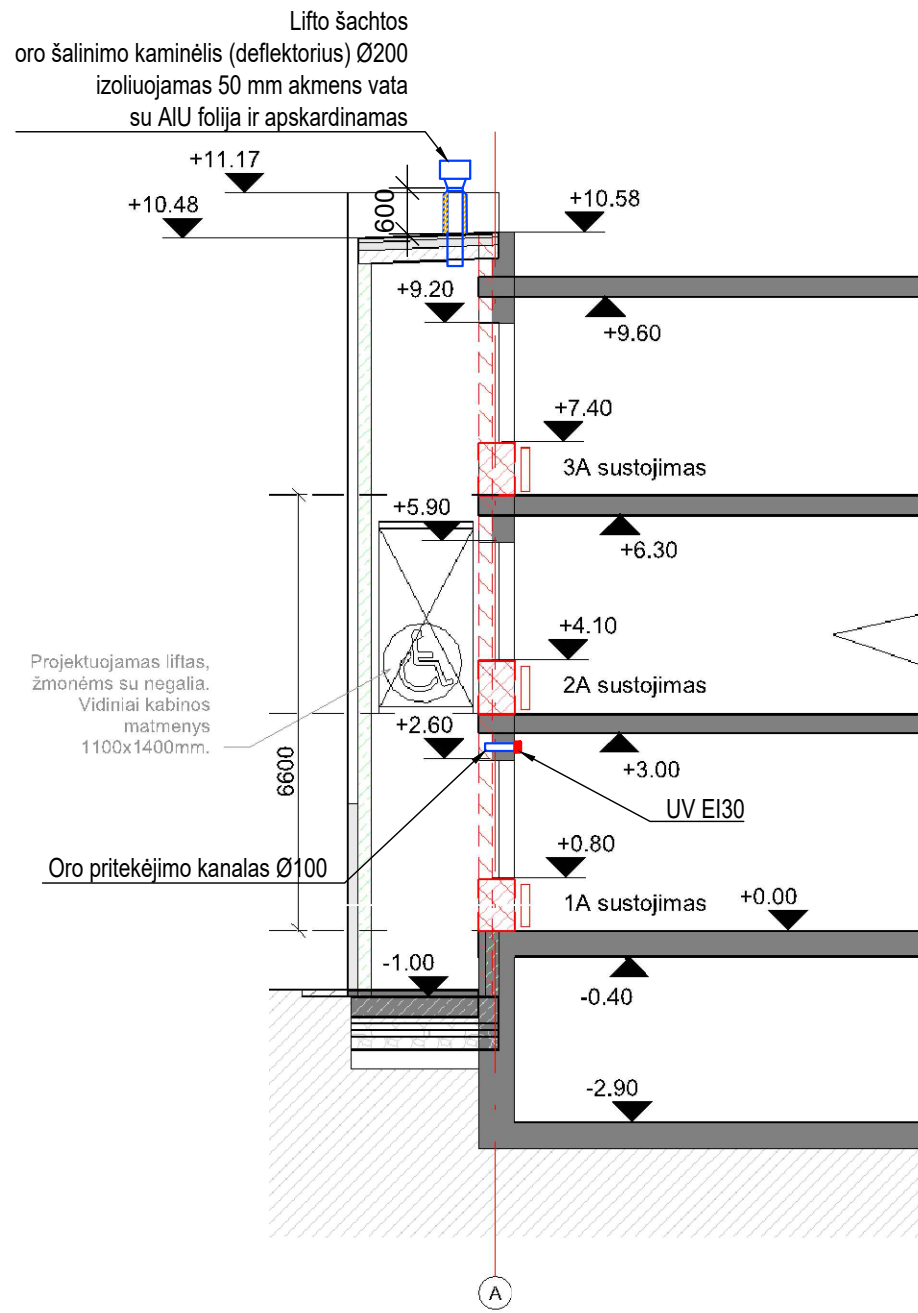 Lifto šachtos
oro šalinimo kaminėlis (deflektorius) Ø200
izoliuojamas 50 mm akmens vata
su AlU folija ir apskardinamas
+11.17
+10.48
600
+10.58
+9.20
+9.60
+7.40
3A sustojimas
+5.90
+6.30
+4.10
2A sustojimas
Projektuojamas liftas,
žmonėms su negalia.
Vidiniai kabinos
matmenys
1100x1400mm.
+2.60
+3.00
6600
UV EI30
+0.80
Oro pritekėjimo kanalas Ø100
1A sustojimas
+0.00
-1.00
-0.40
-2.90
A